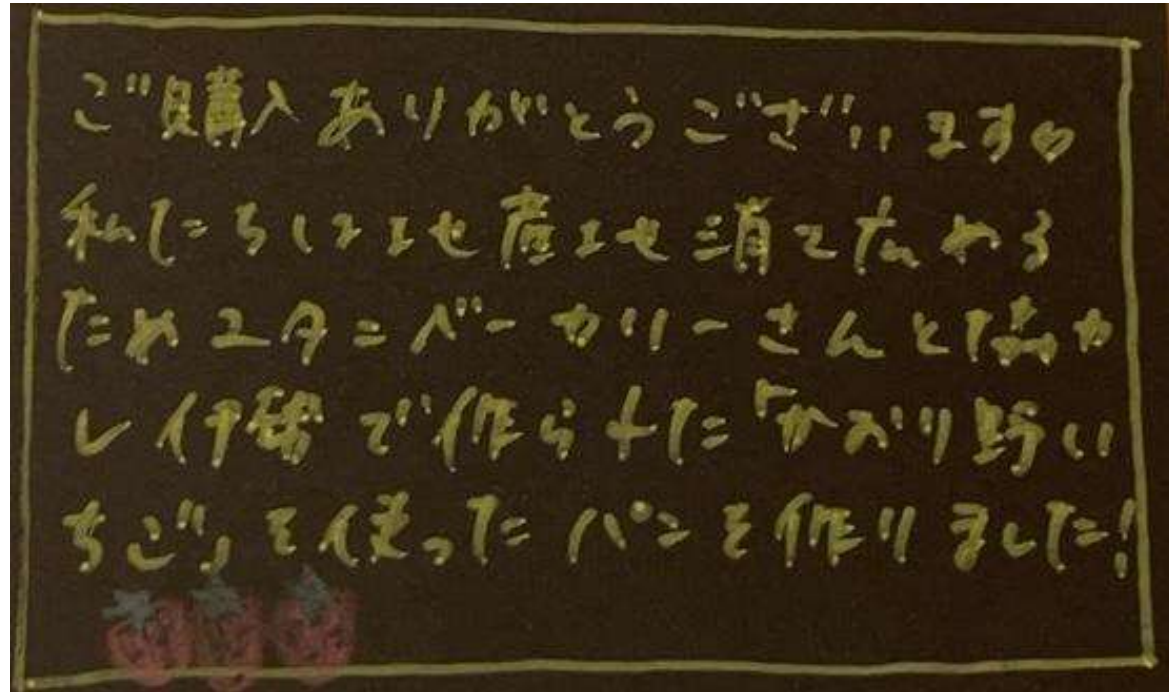 ご購入ありがとうございます♡
私たちは地産地消を広める
ためユタニベーカリーさんと協力
し伊勢で作られた「かおり野い
ちご」を使ったパンを作りました!